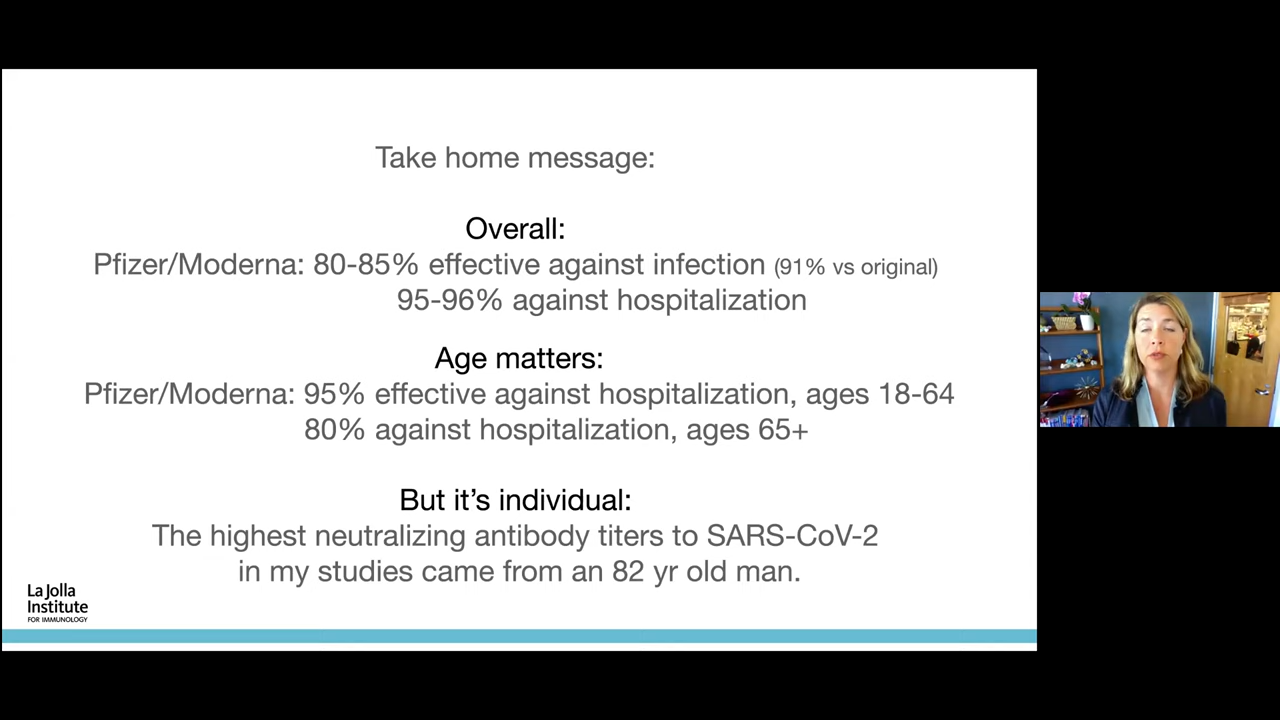 Take home message:
Overall:
Pfizer/Moderna: 80-85% effective against infection (91% vs original)
95-96% against hospitalization
Age matters:
Pfizer/Moderna: 95% effective against hospitalization, ages 18-64
80% against hospitalization, ages 65+
But it’s individual:
The highest neutralizing antibody titers to SARS-CoV-2
in my studies came from an 82 yr old man.
La Jolla
Institute
FOR IMMUNOLOGY